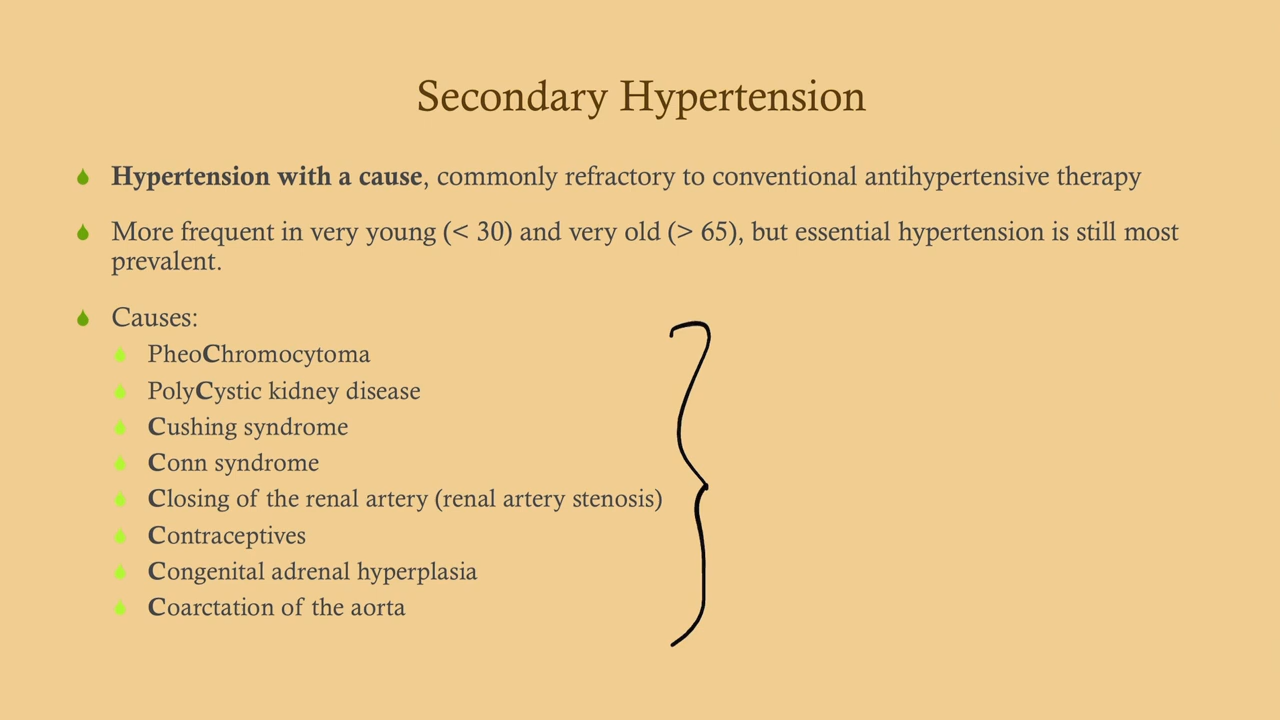 Secondary Hypertension
Hypertension with a cause, commonly refractory to conventional antihypertensive therapy
More frequent in very young (< 30) and very old (> 65), but essential hypertension is still most
prevalent.
Causes:
PheoChromocytoma
PolyCystic kidney disease
Cushing syndrome
Conn syndrome
Closing of the renal artery (renal artery stenosis)
Contraceptives
Congenital adrenal hyperplasia
Coarctation of the aorta